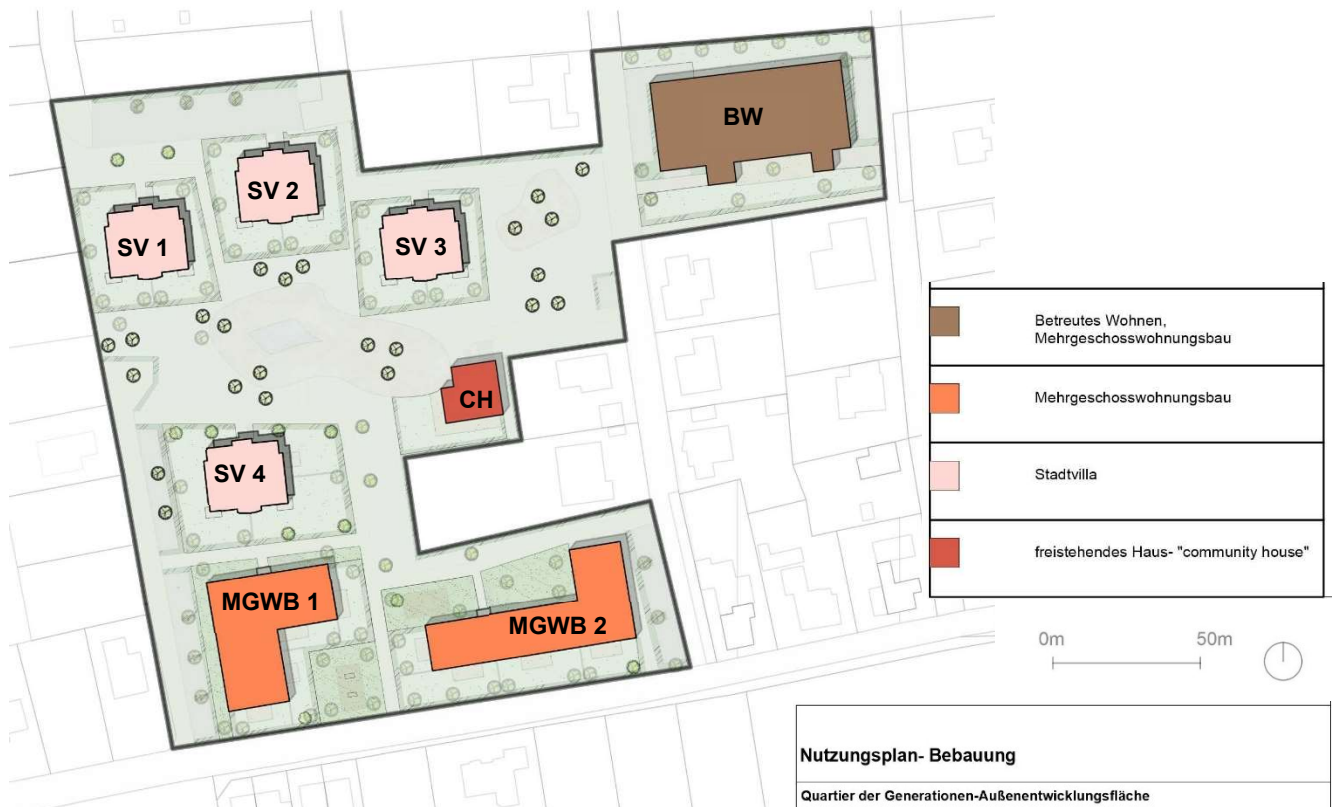 BW
SV 2
SV 1
SV 3
CH
SV 4
MGWB 1
MGWB 2
Betreutes Wohnen,
Mehrgeschosswohnungsbau
Mehrgeschosswohnungsbau
Stadtvilla
freistehendes Haus- "community house"
0m 50m
Nutzungsplan- Bebauung
Quartier der Generationen-Außenentwicklungsfläche